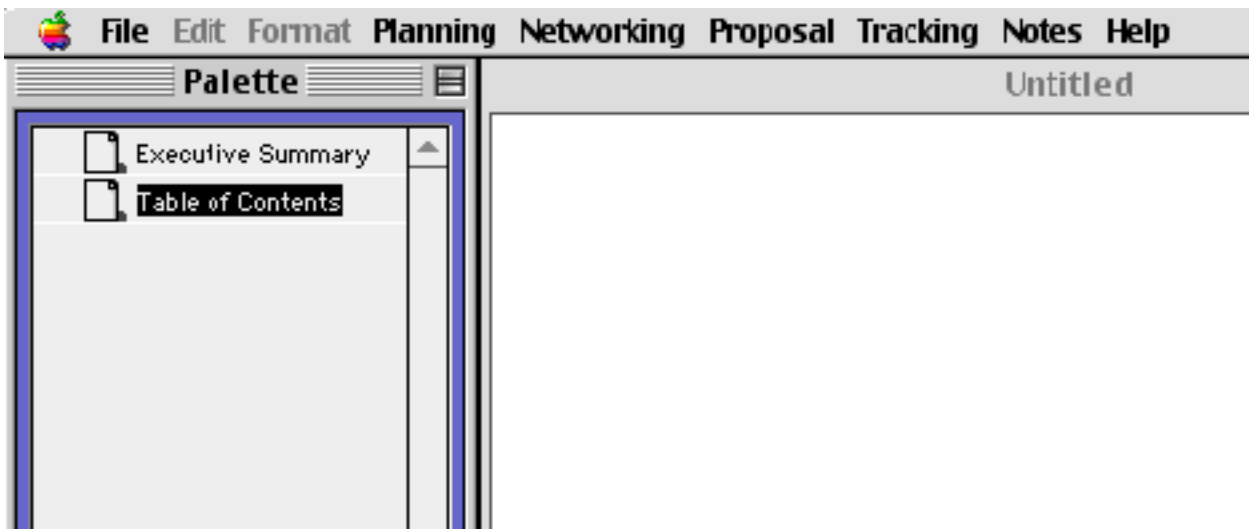 File Edit Format Planning Networking Proposal Tracking Notes Help
Palette
Untitled
Executive Summary
Table of Contents